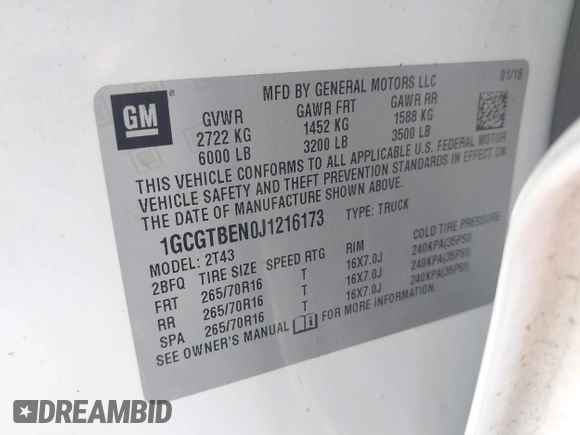 MFD BY GENERAL MOTORS LLC 01/18
GM
GVWR GAWR FRT GAWR RR
2722 KG 1452 KG 1588 KG
6000 LB 3200 LB 3500 LB
THIS VEHICLE CONFORMS TO ALL APPLICABLE U.S. FEDERAL MOTOR
VEHICLE SAFETY AND THEFT PREVENTION STANDARDS IN EFFECT ON
THE DATE OF MANUFACTURE SHOWN ABOVE.
1GCGTBEN0J1216173 TYPE: TRUCK
MODEL: 2T43
2BFQ TIRE SIZE SPEED RTG RIM COLD TIRE PRESSURE
FRT 265/70R16 T 16X7.0J 240KPA(35PSI)
RR 265/70R16 T 16X7.0J 240KPA(35PSI)
SPA 265/70R16 T 16X7.0J 240KPA(35PSI)
SEE OWNER'S MANUAL FOR MORE INFORMATION.
DREAMBID